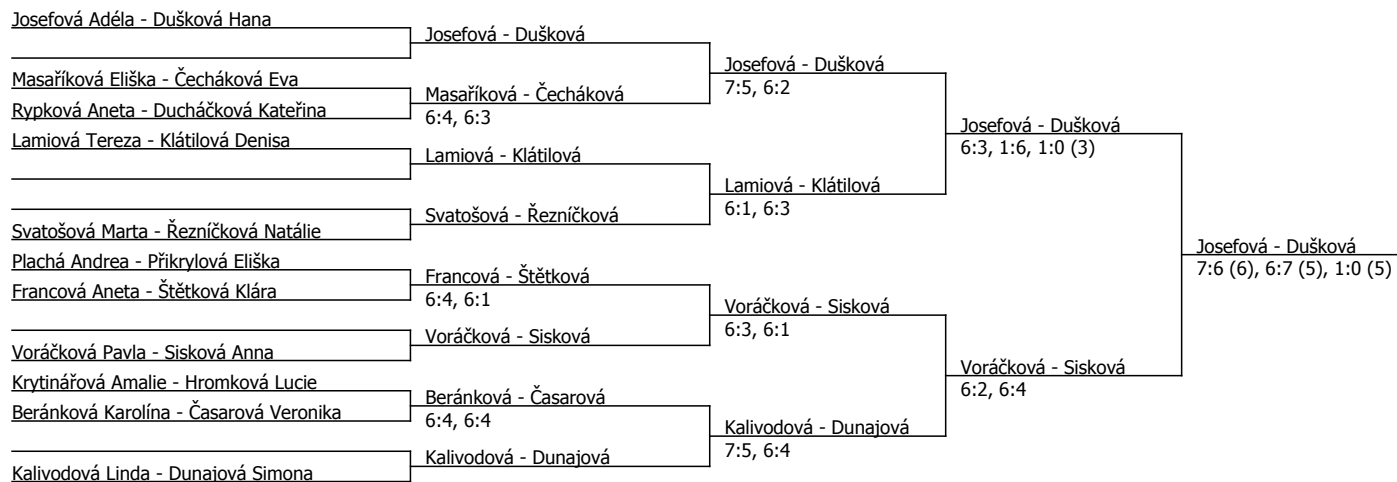 Josefová Adéla - Dušková Hana
Masaříková Eliška - Čecháková Eva
Rypková Aneta - Ducháčková Kateřina
Lamiová Tereza - Klátilová Denisa
Svatošová Marta - Řezníčková Natálie
Plachá Andrea - Přikrylová Eliška
Francová Aneta - Štětková Klára
Voráčková Pavla - Sisková Anna
Krytinářová Amalie - Hromková Lucie
Beránková Karolína - Časarová Veronika
Kalivodová Linda - Dunajová Simona
Josefová - Dušková
Masaříková - Čecháková
6:4, 6:3
Lamiová - Klátilová
Svatošová - Řezníčková
Francová - Štětková
6:4, 6:1
Voráčková - Sisková
Beránková - Časarová
6:4, 6:4
Kalivodová - Dunajová
Josefová - Dušková
7:5, 6:2
Lamiová - Klátilová
6:1, 6:3
Voráčková - Sisková
6:3, 6:1
Kalivodová - Dunajová
7:5, 6:4
Josefová - Dušková
6:3, 1:6, 1:0 (3)
Voráčková - Sisková
6:2, 6:4
Josefová - Dušková
7:6 (6), 6:7 (5), 1:0 (5)